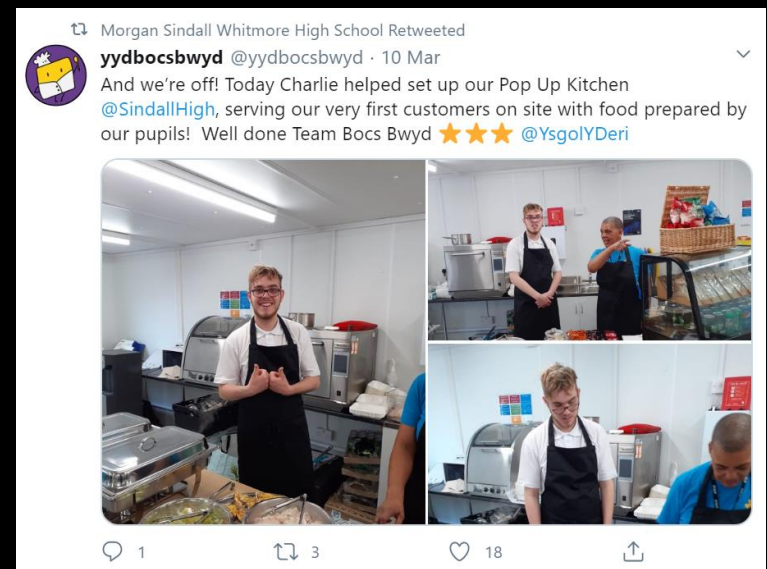 Morgan Sindall Whitmore High School Retweeted
yydbocsbwyd @yydbocsbwyd · 10 Mar
And we're off! Today Charlie helped set up our Pop Up Kitchen
@SindallHigh, serving our very first customers on site with food prepared by
our pupils! Well done Team Bocs Bwyd ⭐⭐⭐ @YsgolYDeri
1 3 18